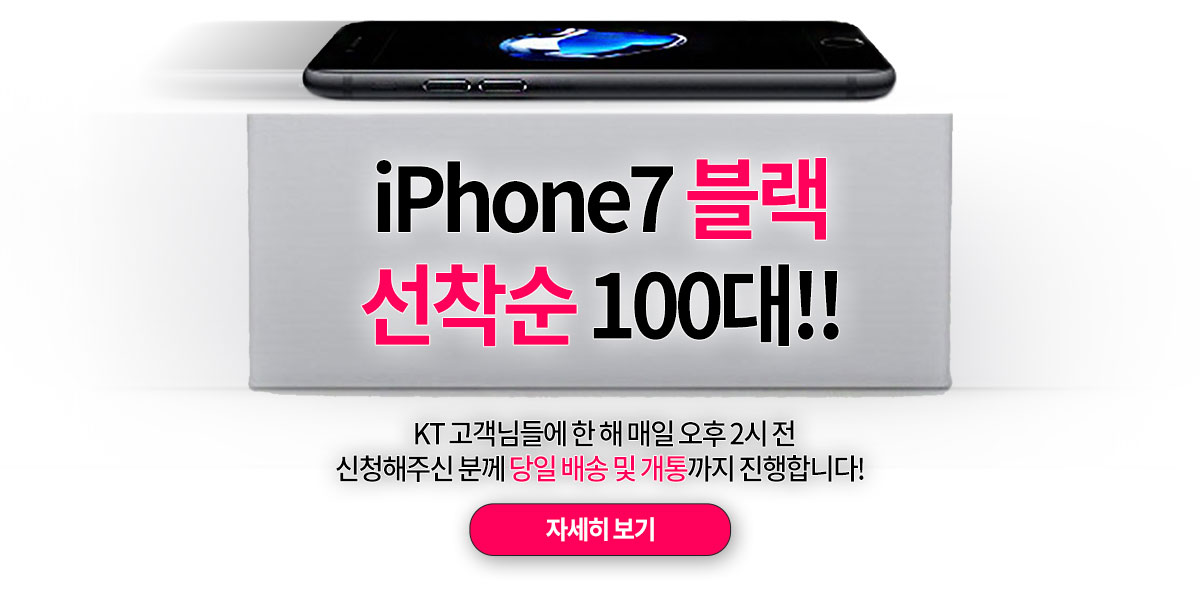 iPhone7 블랙
선착순 100대!!
KT 고객님들에 한 해 매일 오후 2시 전
신청해주신 분께 당일 배송 및 개통까지 진행합니다!
자세히 보기